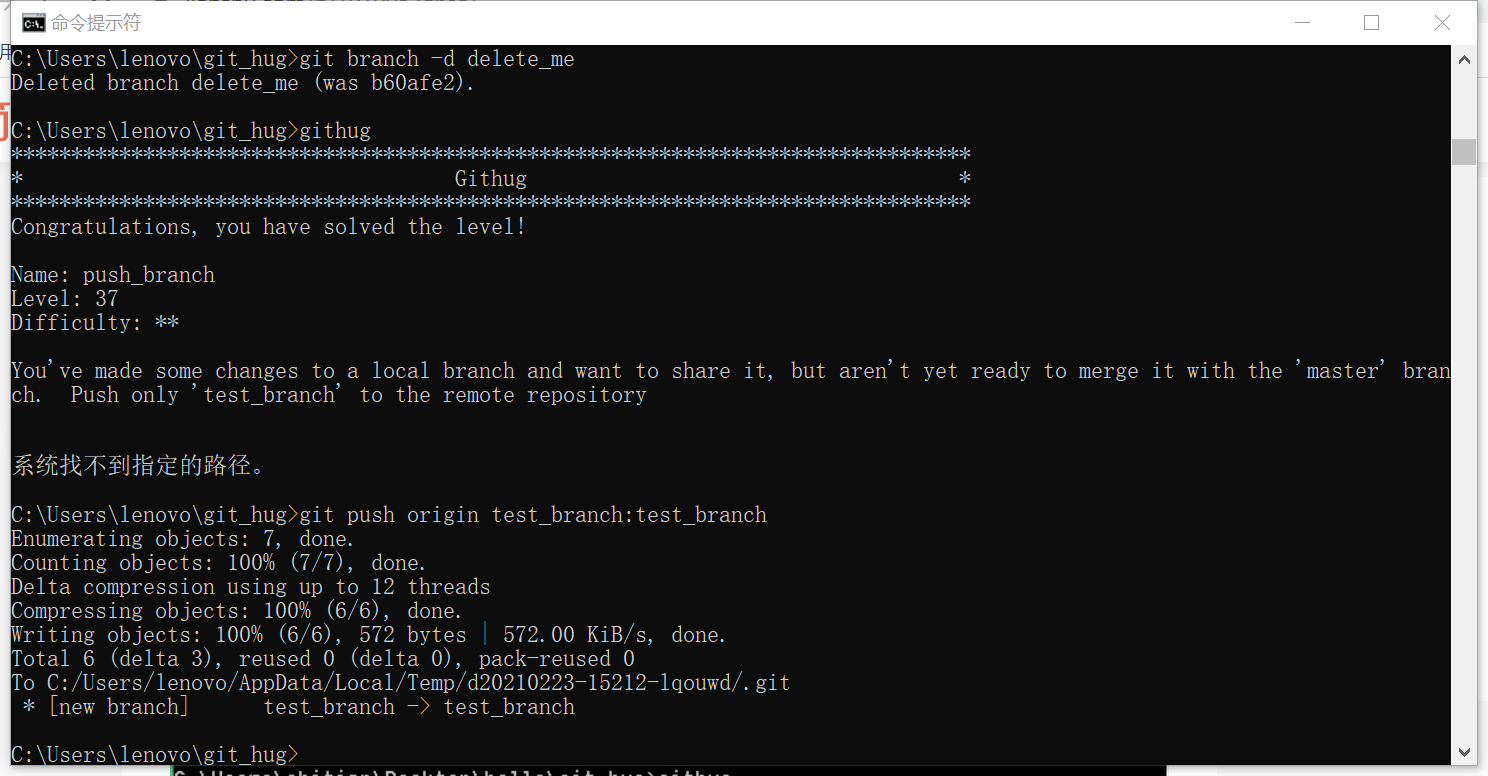 命令提示符
C:\Users\lenovo\git_hug>git branch -d delete_me
Deleted branch delete_me (was b60afe2).
C:\Users\lenovo\git_hug>githug
********************************************************************************
* Githug *
********************************************************************************
Congratulations, you have solved the level!
Name: push_branch
Level: 37
Difficulty: **
You've made some changes to a local branch and want to share it, but aren't yet ready to merge it with the 'master' bran
ch.  Push only 'test_branch' to the remote repository
系统找不到指定的路径。
C:\Users\lenovo\git_hug>git push origin test_branch:test_branch
Enumerating objects: 7, done.
Counting objects: 100% (7/7), done.
Delta compression using up to 12 threads
Compressing objects: 100% (6/6), done.
Writing objects: 100% (6/6), 572 bytes | 572.00 KiB/s, done.
Total 6 (delta 3), reused 0 (delta 0), pack-reused 0
To C:/Users/lenovo/AppData/Local/Temp/d20210223-15212-lqouwd/.git
 * [new branch]      test_branch -> test_branch
C:\Users\lenovo\git_hug>